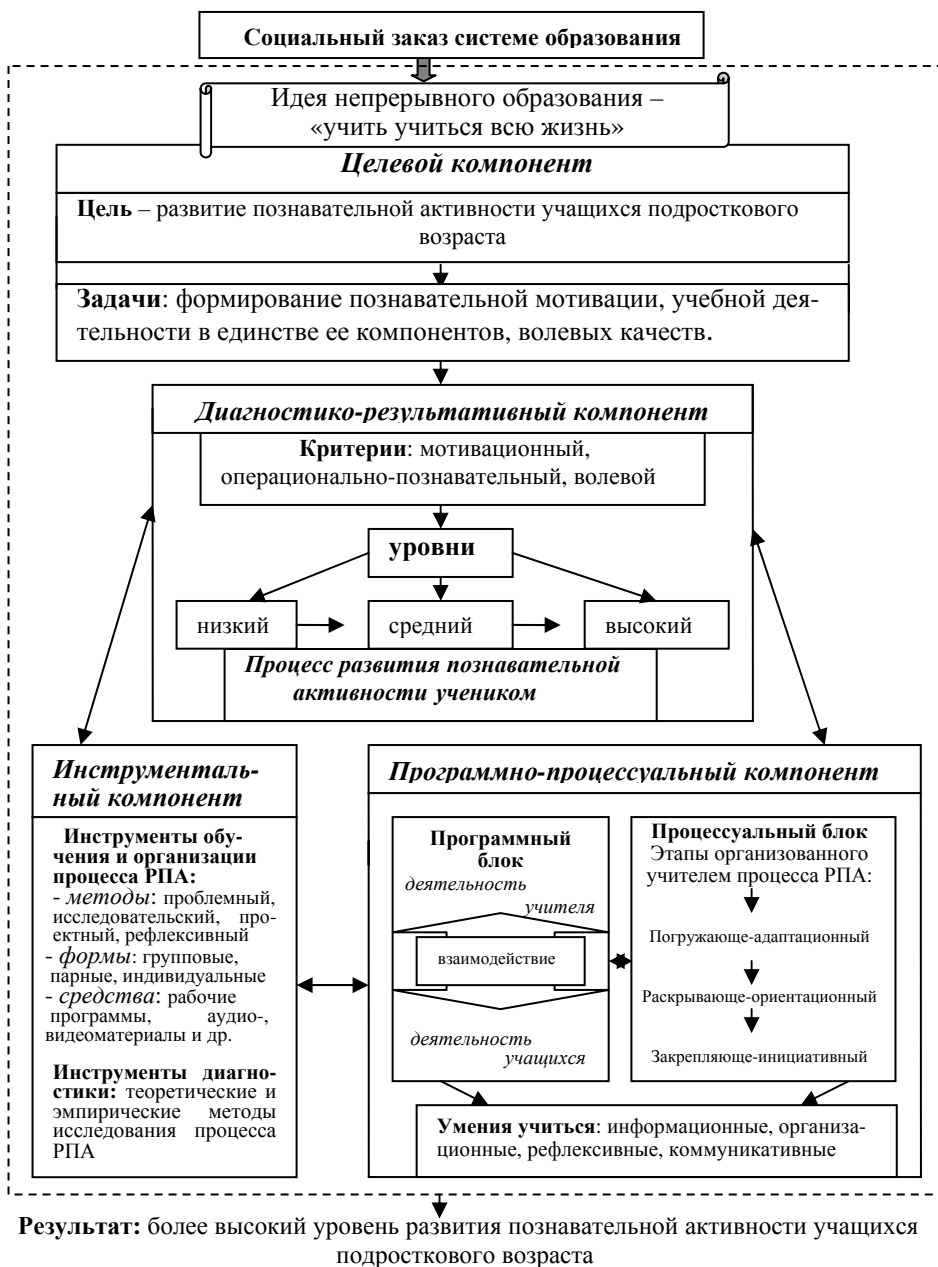 Социальный заказ системе образования
Идея непрерывного образования –
«учить учиться всю жизнь»
Целевой компонент
Цель – развитие познавательной активности учащихся подросткового
возраста
Задачи: формирование познавательной мотивации, учебной дея-
тельности в единстве ее компонентов, волевых качеств.
Диагностико-результативный компонент
Критерии: мотивационный,
операционально-познавательный, волевой
уровни
низкий
средний
высокий
Процесс развития познавательной
активности учеником
Инструменталь-
ный компонент
Инструменты обу-
чения и организации
процесса РПА:
- методы: проблемный,
исследовательский, про-
ектный, рефлексивный
- формы: групповые,
парные, индивидуальные
- средства: рабочие
программы, аудио-,
видеоматериалы и др.
Инструменты диагно-
стики: теоретические и
эмпирические методы
исследования процесса
РПА
Программно-процессуальный компонент
Программный
блок
деятельность
учителя
взаимодействие
деятельность
учащихся
Процессуальный блок
Этапы организованного
учителем процесса РПА:
Погружающе-адаптационный
Раскрывающе-ориентационный
Закрепляюще-инициативный
Умения учиться: информационные, организа-
ционные, рефлексивные, коммуникативные
Результат: более высокий уровень развития познавательной активности учащихся
подросткового возраста